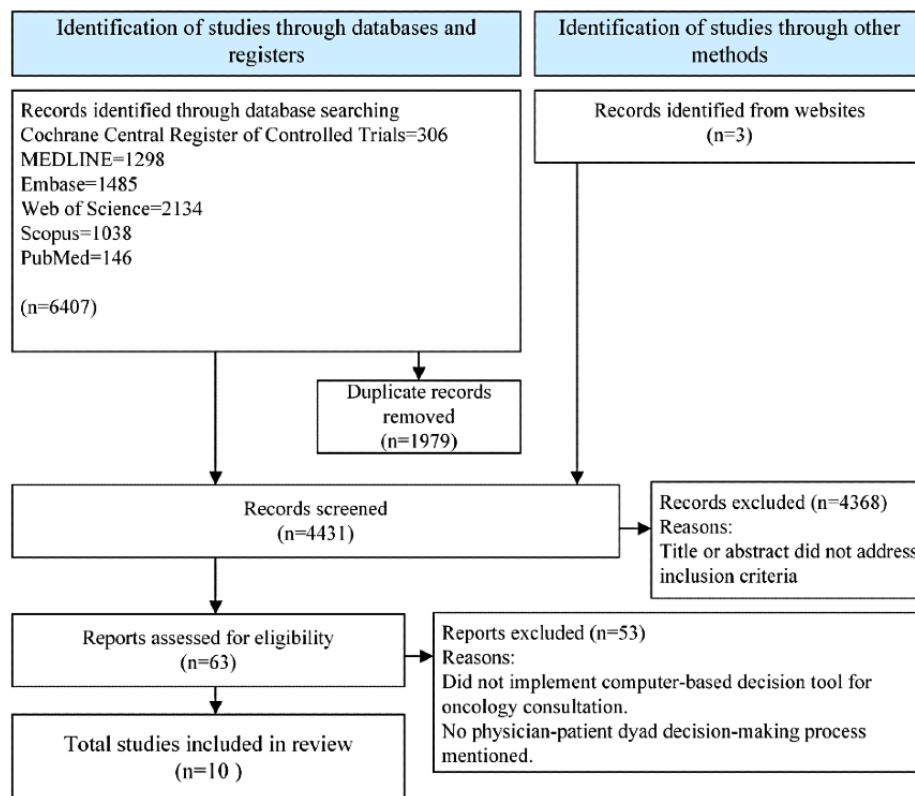 Identification of studies through databases and
registers
Identification of studies through other
methods
Records identified through database searching
Cochrane Central Register of Controlled Trials=306
MEDLINE=1298
Embase=1485
Web of Science=2134
Scopus=1038
PubMed=146
(n=6407)
Records identified from websites
(n=3)
Duplicate records
removed
(n=1979)
Records screened
(n=4431)
Records excluded (n=4368)
Reasons:
Title or abstract did not address
inclusion criteria
Reports assessed for eligibility
(n=63)
Reports excluded (n=53)
Reasons:
Did not implement computer-based decision tool for
oncology consultation.
No physician-patient dyad decision-making process
mentioned.
Total studies included in review
(n=10 )